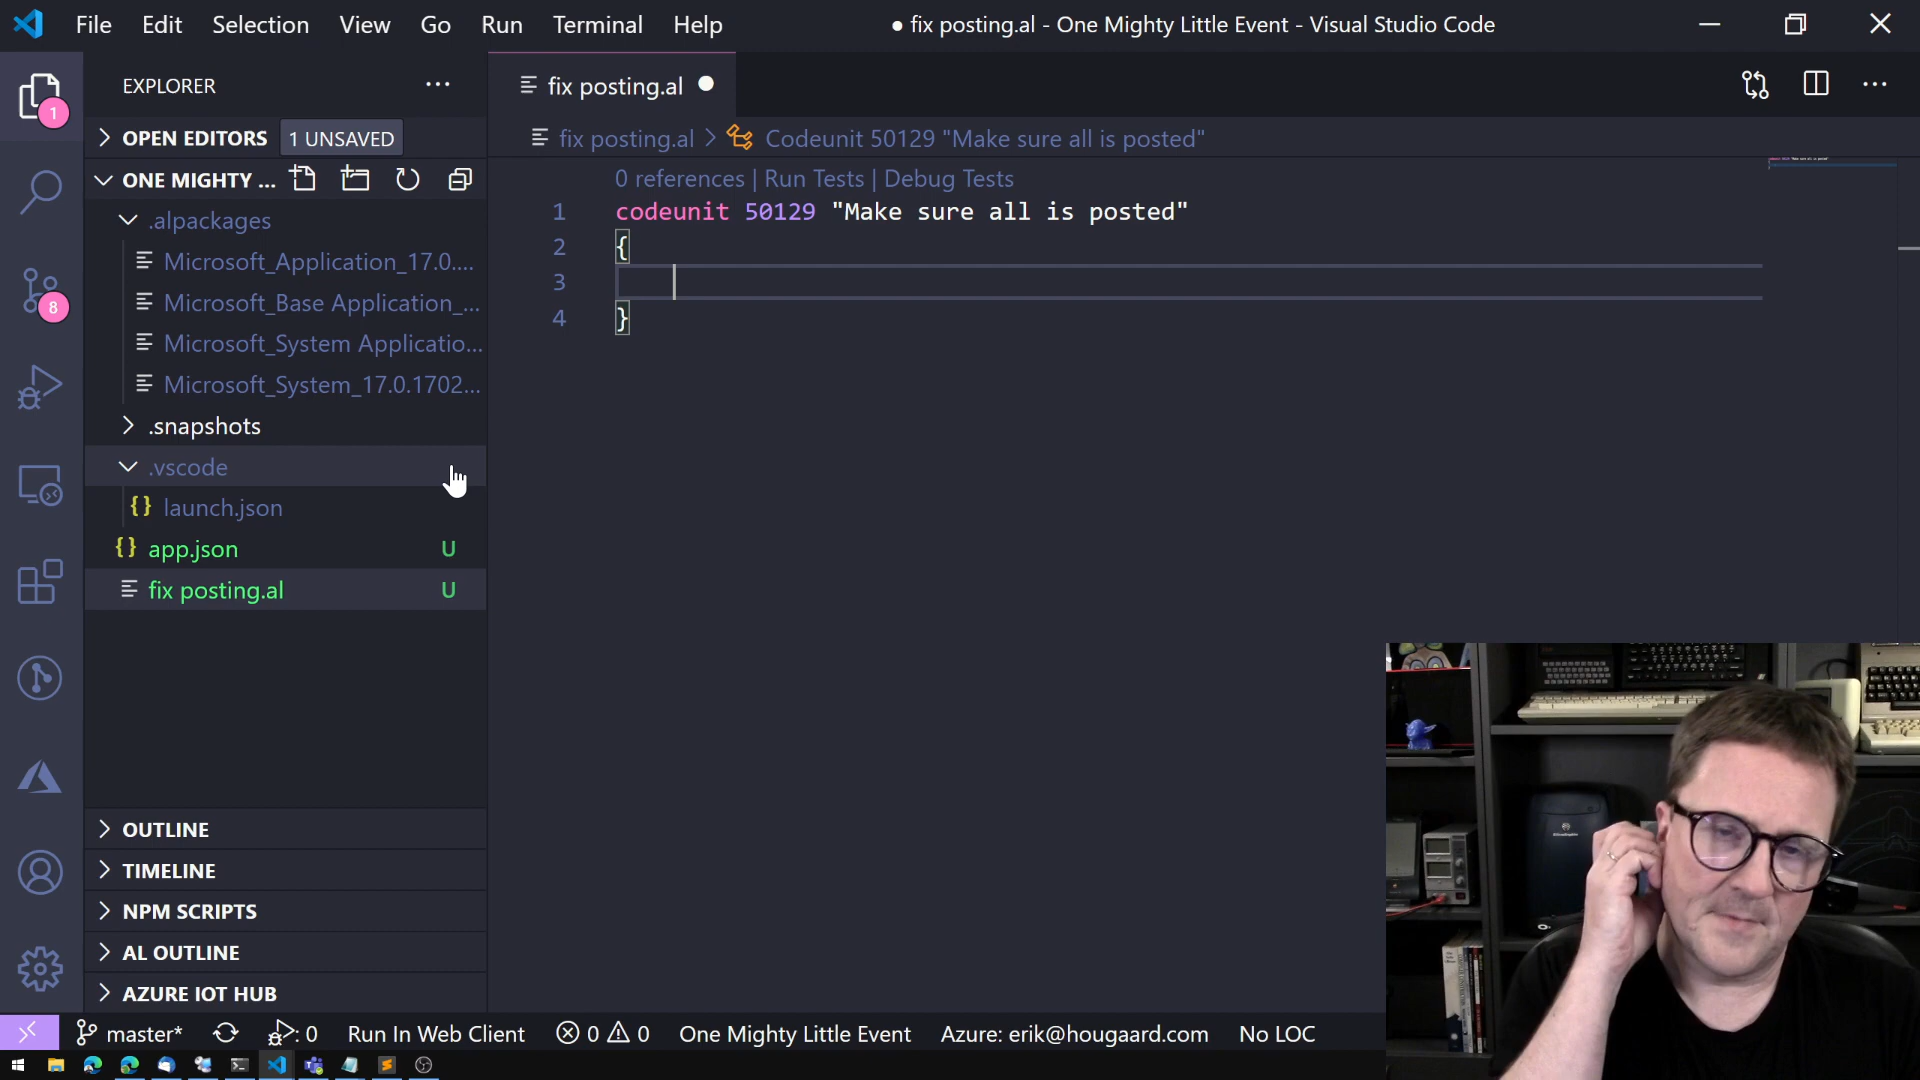 File Edit Selection View Go Run Terminal Help
● fix posting.al - One Mighty Little Event - Visual Studio Code
EXPLORER
OPEN EDITORS 1 UNSAVED
ONE MIGHTY ...
.alpackages
Microsoft_Application_17.0....
Microsoft_Base Application_...
Microsoft_System Applicatio...
Microsoft_System_17.0.1702...
.snapshots
.vscode
{} launch.json
{} app.json U
fix posting.al U
OUTLINE
TIMELINE
NPM SCRIPTS
AL OUTLINE
AZURE IOT HUB
1
8
fix posting.al ●
fix posting.al > Codeunit 50129 "Make sure all is posted"
0 references | Run Tests | Debug Tests
1 codeunit 50129 "Make sure all is posted"
2 {
3
4 }
master* : 0 Run In Web Client 0 0 One Mighty Little Event Azure: erik@hougaard.com No LOC